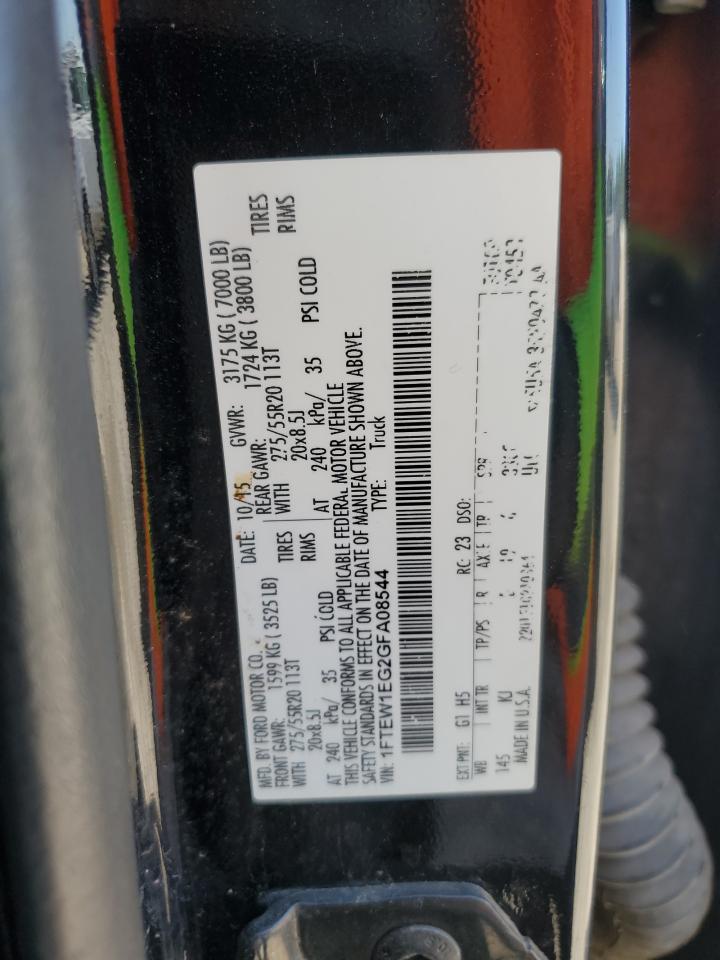 MFD. BY FORD MOTOR CO. DATE: 10/15 GVWR: 3175 KG ( 7000 LB)
FRONT GAWR: 1599 KG ( 3525 LB) REAR GAWR: 1724 KG ( 3800 LB)
WITH 275/55R20 113T TIRES WITH 275/55R20 113T TIRES
20x8.5J RIMS 20x8.5J RIMS
AT 240 kPa/ 35 PSI COLD AT 240 kPa/ 35 PSI COLD
THIS VEHICLE CONFORMS TO ALL APPLICABLE FEDERAL MOTOR VEHICLE
SAFETY STANDARDS IN EFFECT ON THE DATE OF MANUFACTURE SHOWN ABOVE.
VIN: 1FTEW1EG2GFA08544 TYPE: Truck
EXT PNT: G1 H5 RC: 23 DSO:
WB INT TR TP/PS R AXLE TR SPR
145 KJ
MADE IN U.S.A.